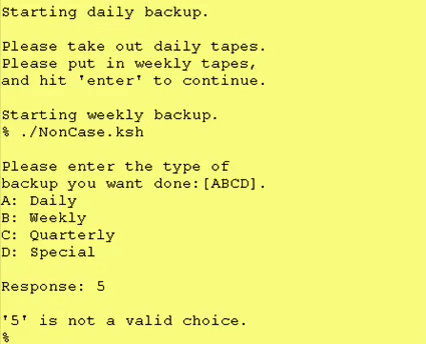 Starting daily backup.
Please take out daily tapes.
Please put in weekly tapes,
and hit 'enter' to continue.
Starting weekly backup.
% ./NonCase.ksh
Please enter the type of
backup you want done:[ABCD].
A: Daily
B: Weekly
C: Quarterly
D: Special
Response: 5
'5' is not a valid choice.
%